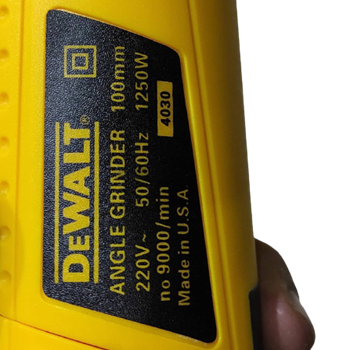 DEWALT®
ANGLE GRINDER 100mm
220V~ 50/60Hz 1250W
no 9000/min 4030
Made in U.S.A